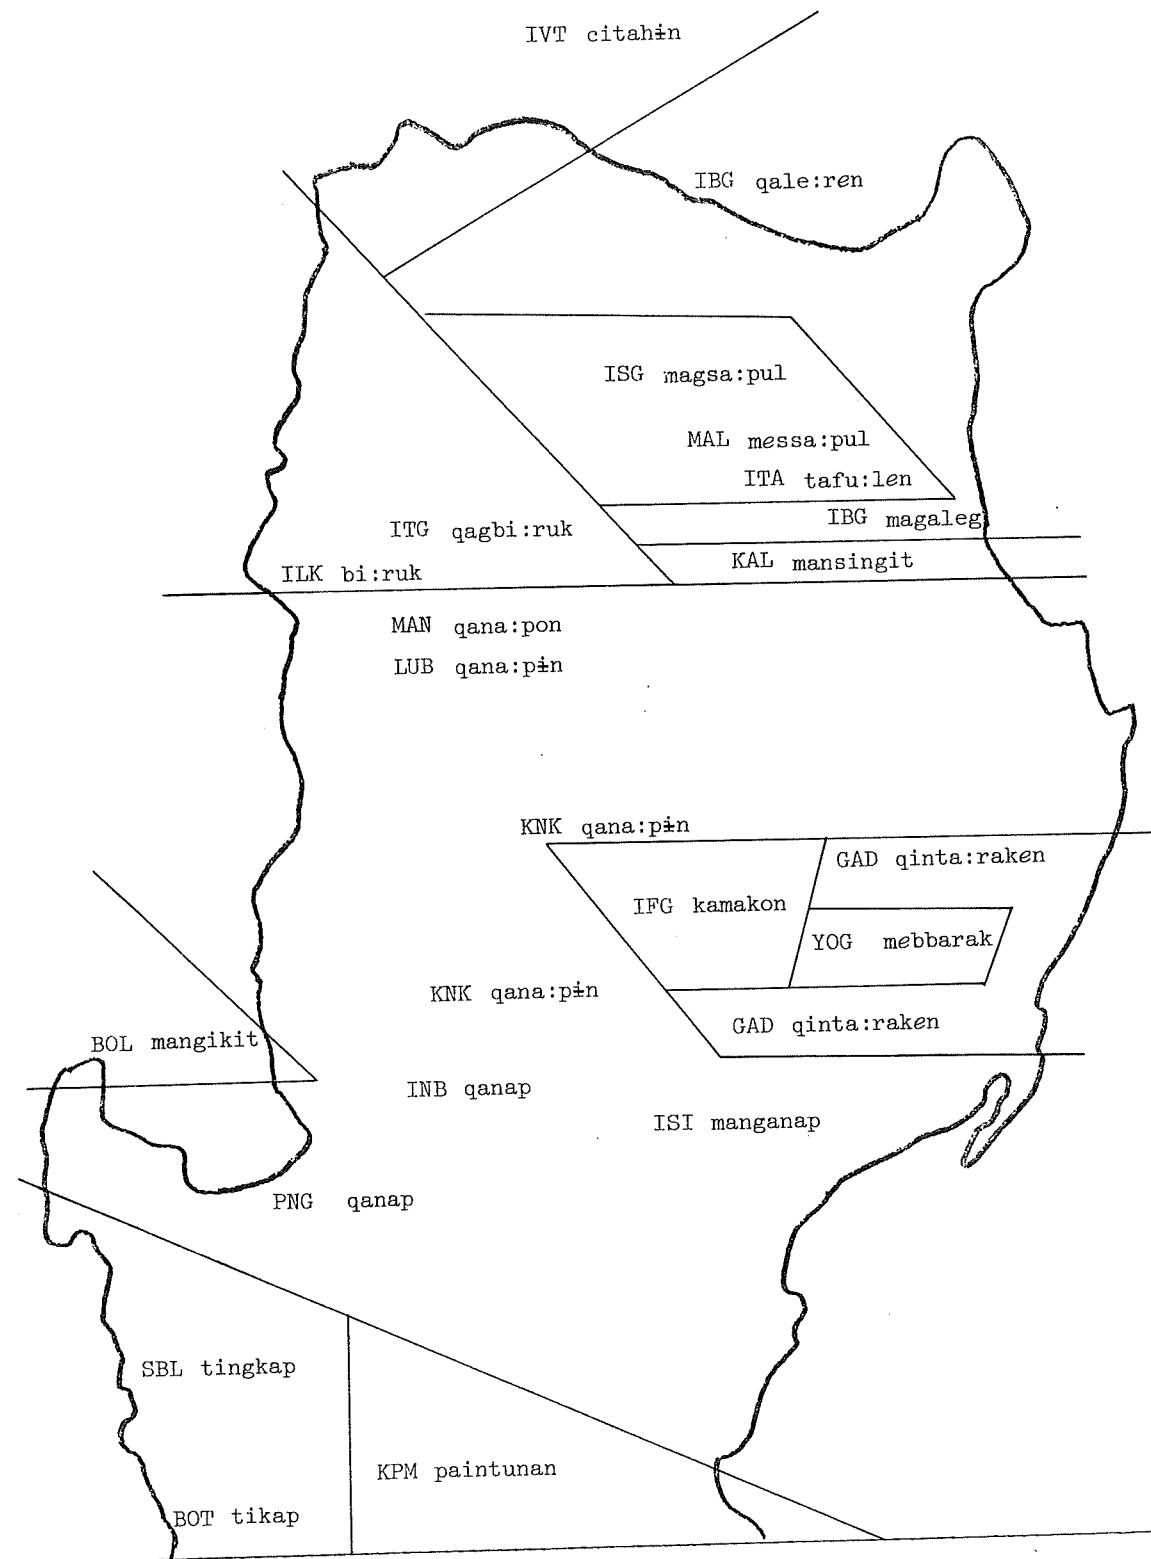 IVT citahɨn
IBG qale:ren
ISG magsa:pul
MAL messa:pul
ITA tafu:len
IBG magaleg
ITG qagbi:ruk
KAL mansingit
ILK bi:ruk
MAN qana:pon
LUB qana:pɨn
KNK qana:pɨn
GAD qinta:raken
IFG kamakon
YOG mebbarak
KNK qana:pɨn
GAD qinta:raken
BOL mangikit
INB qanap
ISI manganap
PNG qanap
SBL tingkap
KPM paintunan
BOT tikap